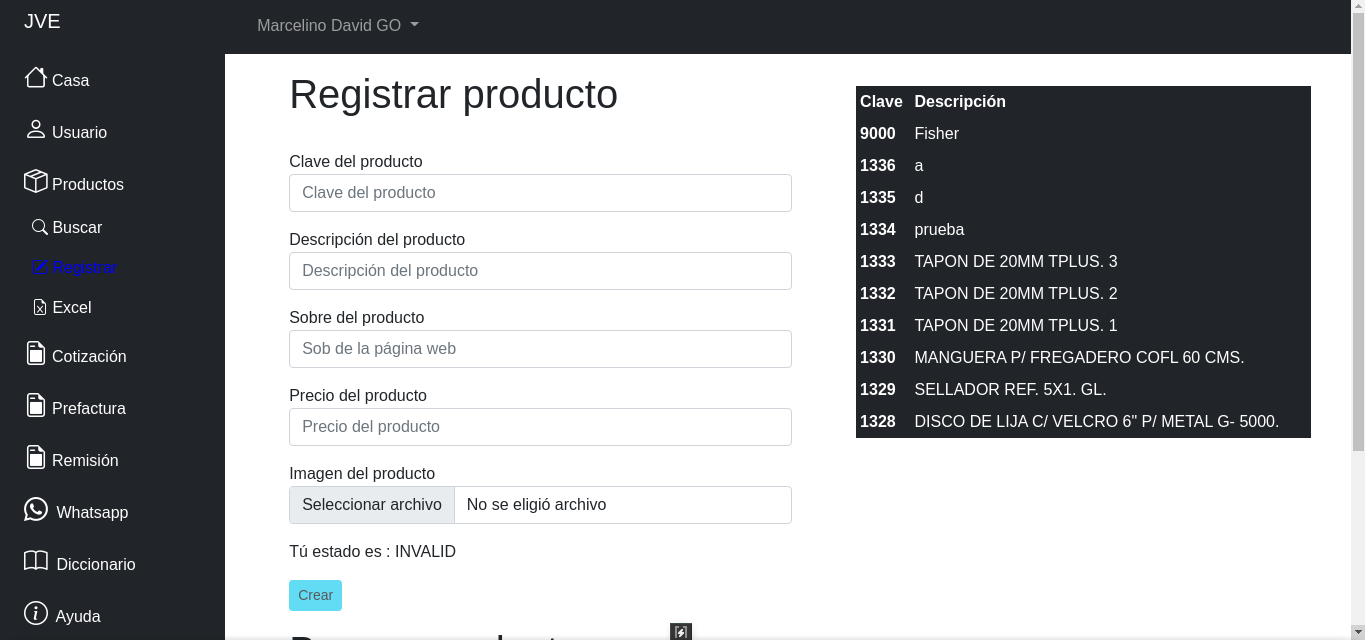 JVE
Marcelino David GO
Casa
Usuario
Productos
Buscar
Registrar
Excel
Cotización
Prefactura
Remisión
Whatsapp
Diccionario
Ayuda
Registrar producto
Clave del producto
Clave del producto
Descripción del producto
Descripción del producto
Sobre del producto
Sob de la página web
Precio del producto
Precio del producto
Imagen del producto
Seleccionar archivo No se eligió archivo
Tú estado es : INVALID
Crear
Clave Descripción
9000 Fisher
1336 a
1335 d
1334 prueba
1333 TAPON DE 20MM TPLUS. 3
1332 TAPON DE 20MM TPLUS. 2
1331 TAPON DE 20MM TPLUS. 1
1330 MANGUERA P/ FREGADERO COFL 60 CMS.
1329 SELLADOR REF. 5X1. GL.
1328 DISCO DE LIJA C/ VELCRO 6" P/ METAL G- 5000.